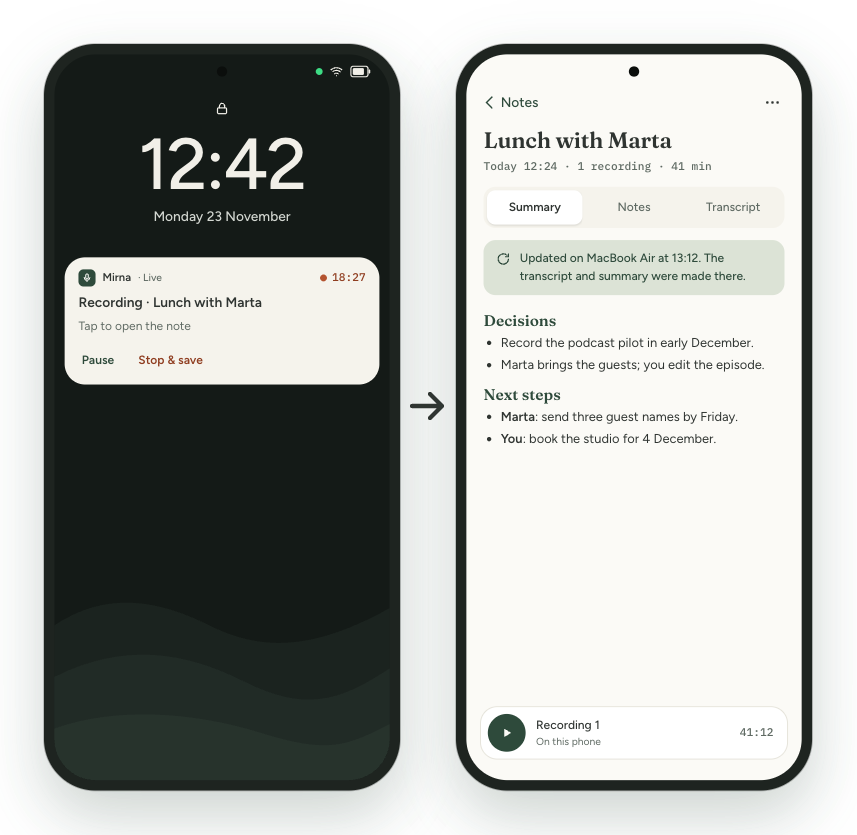 12:42
Monday 23 November
Mirna · Live
18:27
Recording · Lunch with Marta
Tap to open the note
Pause
Stop & save
Notes
Lunch with Marta
Today 12:24 · 1 recording · 41 min
Summary
Notes
Transcript
Updated on MacBook Air at 13:12. The
transcript and summary were made there.
Decisions
• Record the podcast pilot in early December.
• Marta brings the guests; you edit the episode.
Next steps
• Marta: send three guest names by Friday.
• You: book the studio for 4 December.
Recording 1
On this phone
41:12